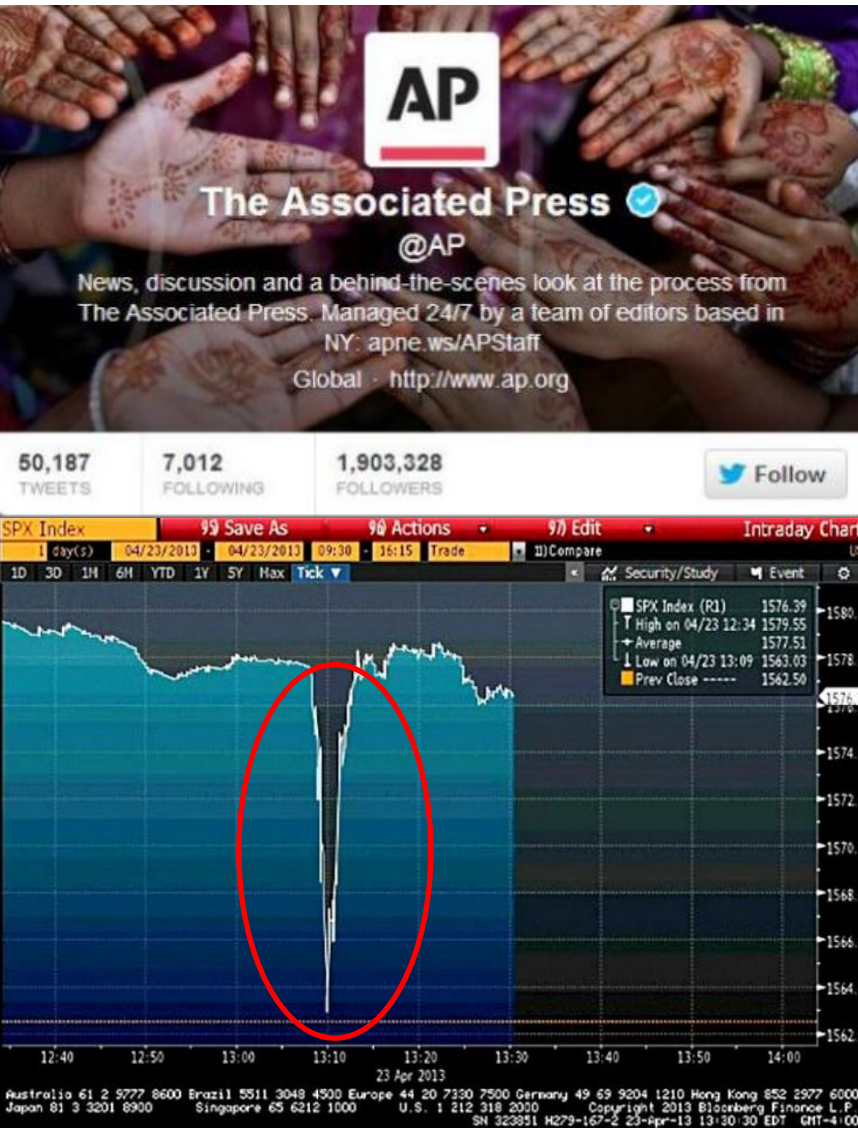 AP
The Associated Press
@AP
News, discussion and a behind-the-scenes look at the process from
The Associated Press. Managed 24/7 by a team of editors based in
NY: apne.ws/APStaff
Global · http://www.ap.org
50,187 7,012 1,903,328
TWEETS FOLLOWING FOLLOWERS
Follow
SPX Index 99) Save As 96) Actions 97) Edit Intraday Chart
1 day(s) 04/23/2013 - 04/23/2013 09:30 - 16:15 Trade 11) Compare
1D 3D 1M 6M YTD 1Y 5Y Max Tick ▼ « Security/Study Event
SPX Index (R1) 1576.39
High on 04/23 12:34 1579.55
Average 1577.51
Low on 04/23 13:09 1563.03
Prev Close ----- 1562.50
1580.
1578.
1576.
1574.
1572.
1570.
1568.
1566.
1564.
1562.
12:40 12:50 13:00 13:10 13:20 13:30 13:40 13:50 14:00
23 Apr 2013
Australia 61 2 9777 8600 Brazil 5511 3048 4500 Europe 44 20 7330 7500 Germany 49 69 9204 1210 Hong Kong 852 2977 6000
Japan 81 3 3201 8900 Singapore 65 6212 1000 U.S. 1 212 318 2000 Copyright 2013 Bloomberg Finance L.P.
SN 323851 H279-167-2 23-Apr-13 13:30:30 EDT GMT-4:00